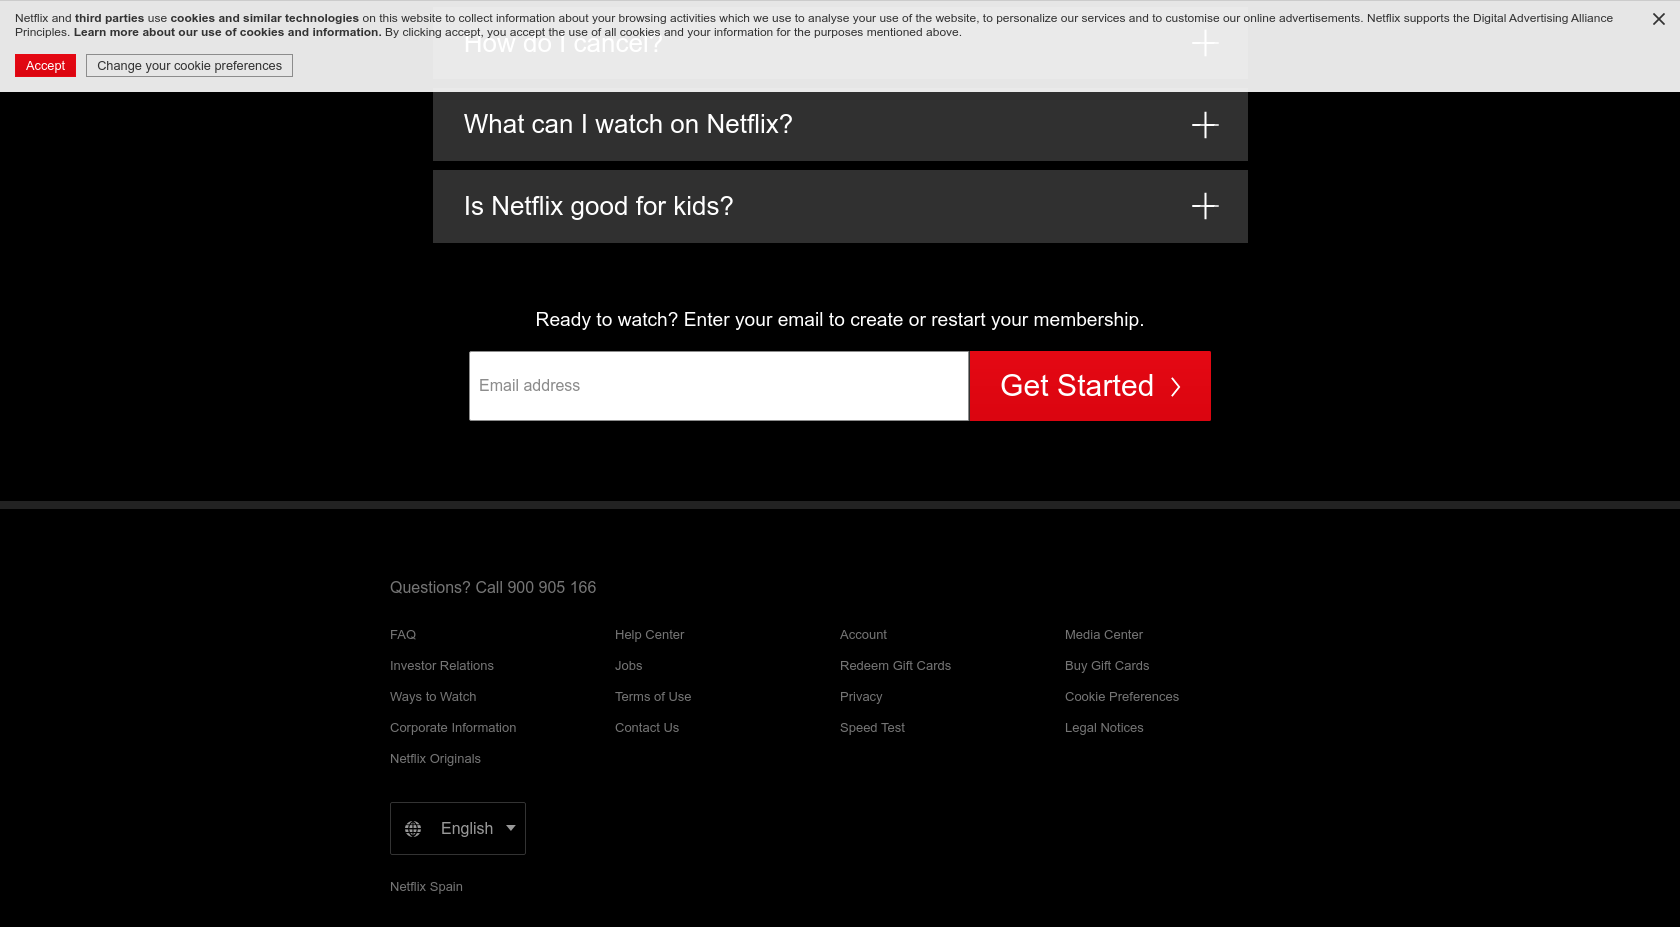 Netflix and third parties use cookies and similar technologies on this website to collect information about your browsing activities which we use to analyse your use of the website, to personalize our services and to customise our online advertisements. Netflix supports the Digital Advertising Alliance
Principles. Learn more about our use of cookies and information. By clicking accept, you accept the use of all cookies and your information for the purposes mentioned above.
How do I cancel?
Accept
Change your cookie preferences
What can I watch on Netflix?
Is Netflix good for kids?
Ready to watch? Enter your email to create or restart your membership.
Email address
Get Started
Questions? Call 900 905 166
FAQ
Help Center
Account
Media Center
Investor Relations
Jobs
Redeem Gift Cards
Buy Gift Cards
Ways to Watch
Terms of Use
Privacy
Cookie Preferences
Corporate Information
Contact Us
Speed Test
Legal Notices
Netflix Originals
English
Netflix Spain